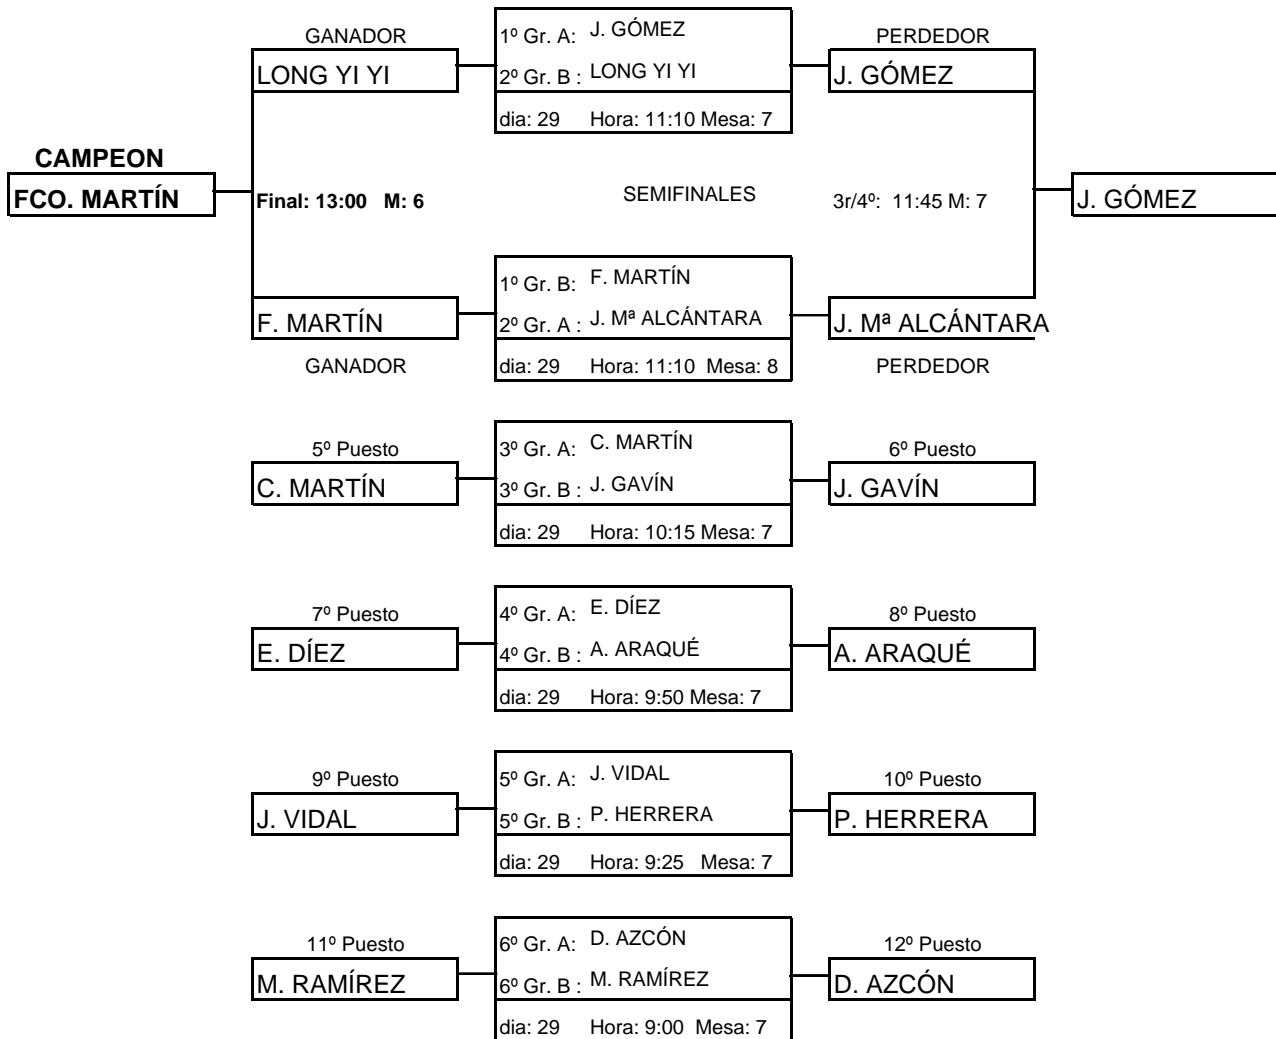 GANADOR
1º Gr. A: J. GÓMEZ
PERDEDOR
LONG YI YI
2º Gr. B : LONG YI YI
J. GÓMEZ
dia: 29 Hora: 11:10 Mesa: 7
CAMPEON
FCO. MARTÍN
Final: 13:00 M: 6
SEMIFINALES
3r/4º: 11:45 M: 7
J. GÓMEZ
1º Gr. B: F. MARTÍN
F. MARTÍN
2º Gr. A : J. Mª ALCÁNTARA
J. Mª ALCÁNTARA
GANADOR
dia: 29 Hora: 11:10 Mesa: 8
PERDEDOR
5º Puesto
3º Gr. A: C. MARTÍN
6º Puesto
C. MARTÍN
3º Gr. B : J. GAVÍN
J. GAVÍN
dia: 29 Hora: 10:15 Mesa: 7
7º Puesto
4º Gr. A: E. DÍEZ
8º Puesto
E. DÍEZ
4º Gr. B : A. ARAQUÉ
A. ARAQUÉ
dia: 29 Hora: 9:50 Mesa: 7
9º Puesto
5º Gr. A: J. VIDAL
10º Puesto
J. VIDAL
5º Gr. B : P. HERRERA
P. HERRERA
dia: 29 Hora: 9:25 Mesa: 7
11º Puesto
6º Gr. A: D. AZCÓN
12º Puesto
M. RAMÍREZ
6º Gr. B : M. RAMÍREZ
D. AZCÓN
dia: 29 Hora: 9:00 Mesa: 7